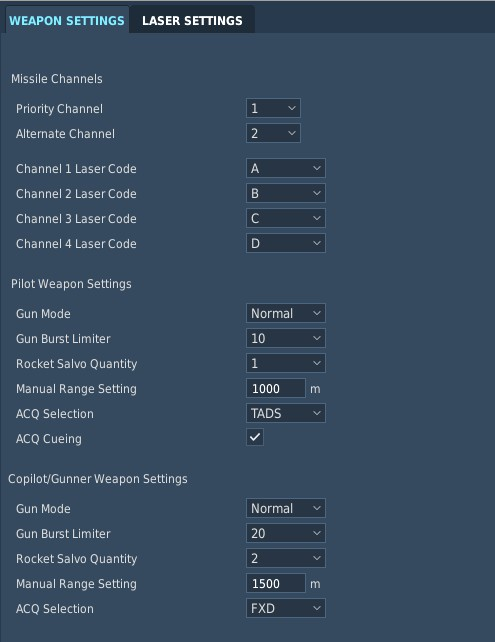 WEAPON SETTINGS LASER SETTINGS
Missile Channels
Priority Channel 1
Alternate Channel 2
Channel 1 Laser Code A
Channel 2 Laser Code B
Channel 3 Laser Code C
Channel 4 Laser Code D
Pilot Weapon Settings
Gun Mode Normal
Gun Burst Limiter 10
Rocket Salvo Quantity 1
Manual Range Setting 1000 m
ACQ Selection TADS
ACQ Cueing
Copilot/Gunner Weapon Settings
Gun Mode Normal
Gun Burst Limiter 20
Rocket Salvo Quantity 2
Manual Range Setting 1500 m
ACQ Selection FXD